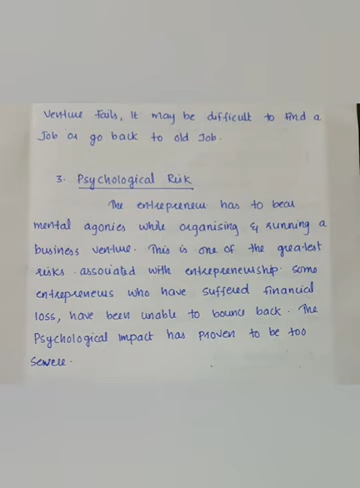 venture fails, it may be difficult to find a
Job or go back to old Job.
3. Psychological Risk
The entrepreneur has to bear
mental agonies while organising & running a
business venture. This is one of the greatest
risks associated with entrepreneurship. Some
entrepreneurs who have suffered financial
loss, have been unable to bounce back. The
Psychological impact has proven to be too
severe.